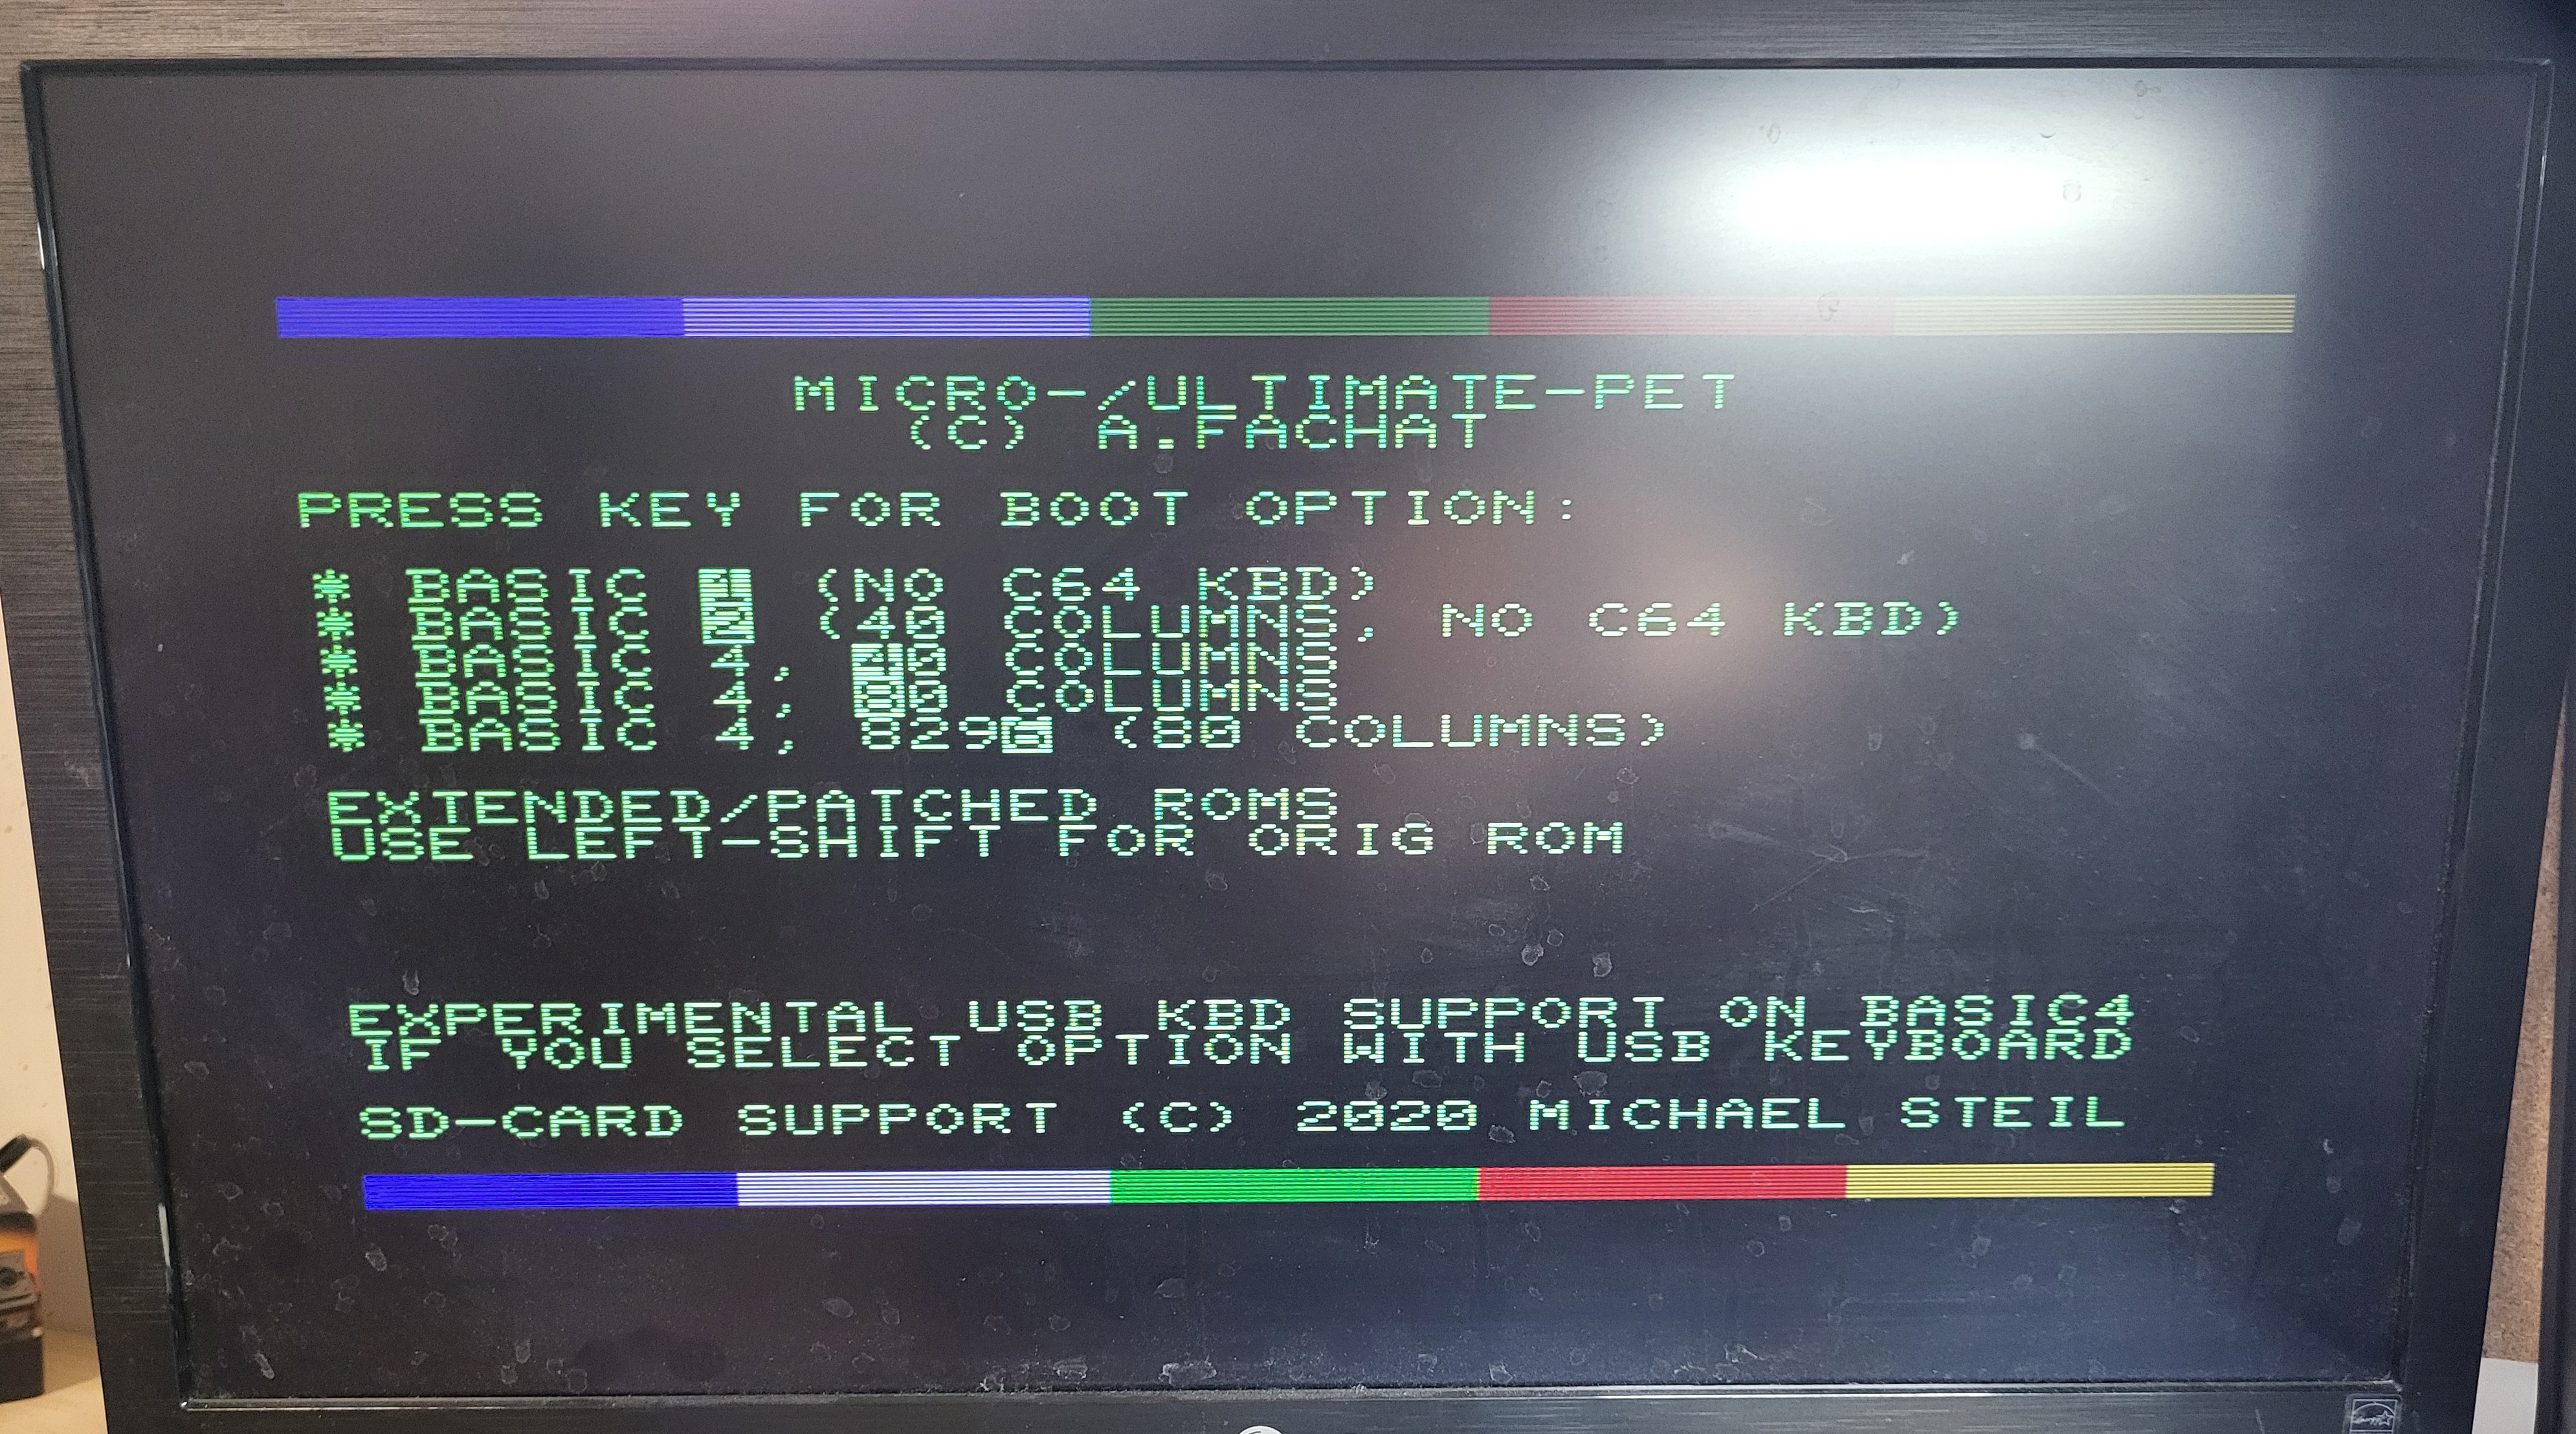 MICRO-/ULTIMATE-PET
(C) A.FACHAT
PRESS KEY FOR BOOT OPTION:
* BASIC 1 (NO C64 KBD)
* BASIC 2 (40 COLUMNS, NO C64 KBD)
* BASIC 4, 40 COLUMNS
* BASIC 4, 80 COLUMNS
* BASIC 4, 8296 (80 COLUMNS)
EXTENDED/PATCHED ROMS
USE LEFT-SHIFT FOR ORIG ROM
EXPERIMENTAL USB KBD SUPPORT ON BASIC4
IF YOU SELECT OPTION WITH USB KEYBOARD
SD-CARD SUPPORT (C) 2020 MICHAEL STEIL